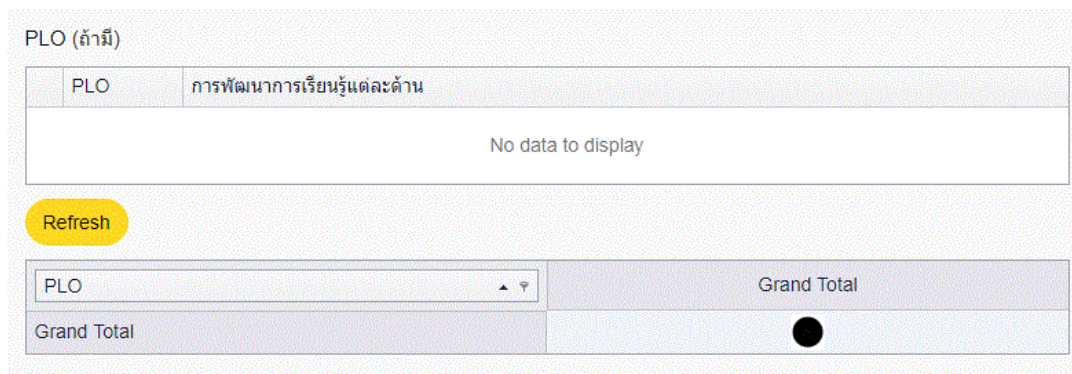 PLO (ถ้ามี)
PLO การพัฒนาการเรียนรู้แต่ละด้าน
No data to display
Refresh
PLO Grand Total
Grand Total